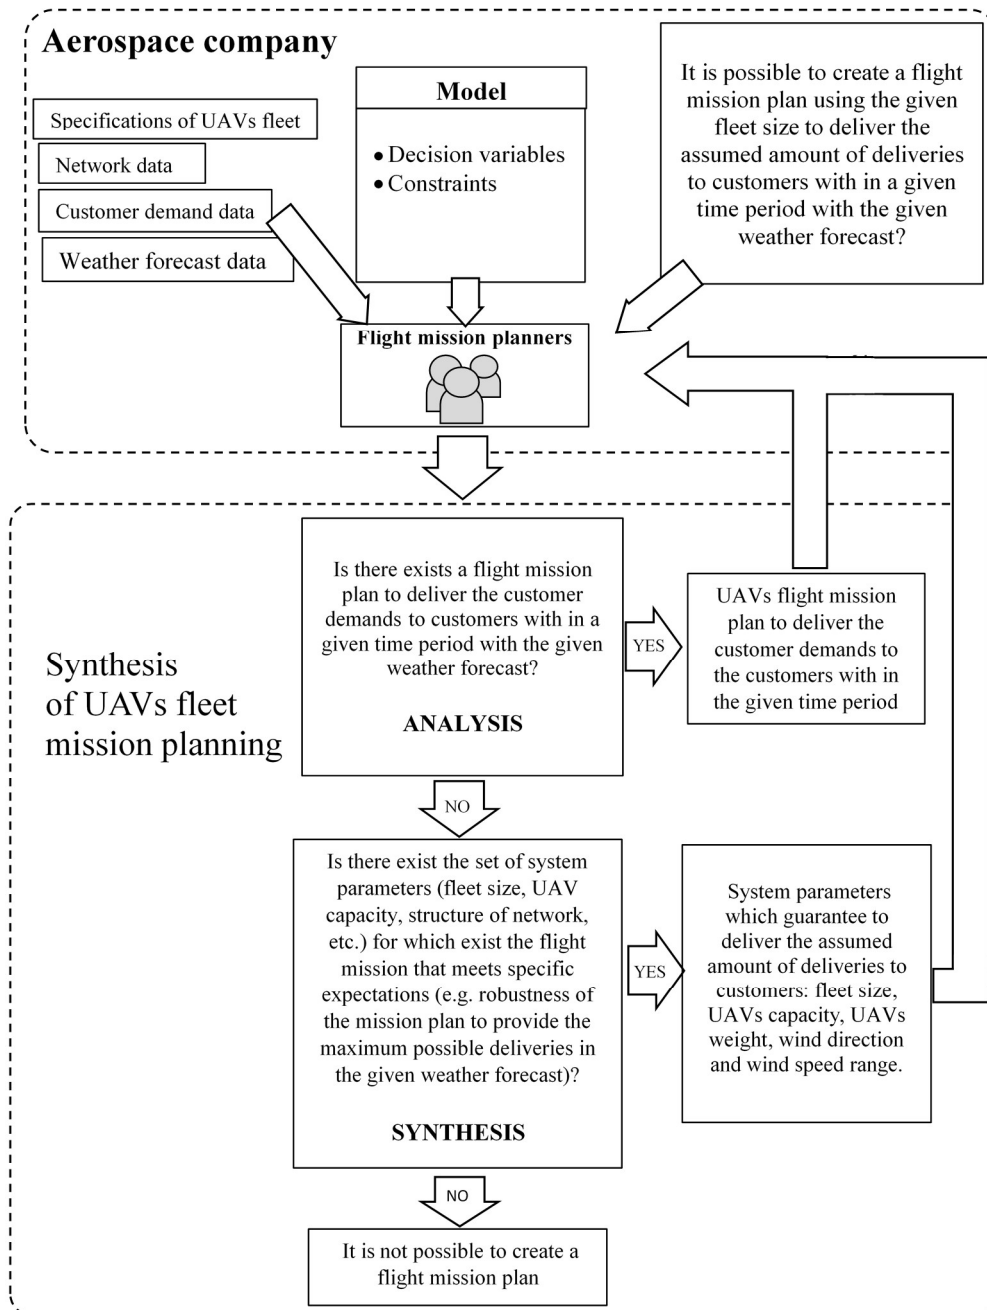 Aerospace company
Specifications of UAVs fleet
Network data
Customer demand data
Weather forecast data
Model
• Decision variables
• Constraints
It is possible to create a flight
mission plan using the given
fleet size to deliver the
assumed amount of deliveries
to customers with in a given
time period with the given
weather forecast?
Flight mission planners
Synthesis
of UAVs fleet
mission planning
Is there exists a flight mission
plan to deliver the customer
demands to customers with in a
given time period with the given
weather forecast?
ANALYSIS
YES
UAVs flight mission
plan to deliver the
customer demands to
the customers with in
the given time period
NO
Is there exist the set of system
parameters (fleet size, UAV
capacity, structure of network,
etc.) for which exist the flight
mission that meets specific
expectations (e.g. robustness of
the mission plan to provide the
maximum possible deliveries in
the given weather forecast)?
SYNTHESIS
YES
System parameters
which guarantee to
deliver the assumed
amount of deliveries to
customers: fleet size,
UAVs capacity, UAVs
weight, wind direction
and wind speed range.
NO
It is not possible to create a
flight mission plan